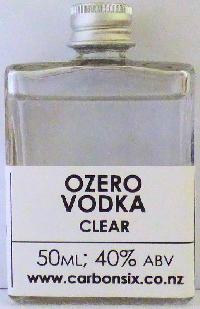 OZERO
VODKA
CLEAR
50ML; 40% ABV
www.carbonsix.co.nz